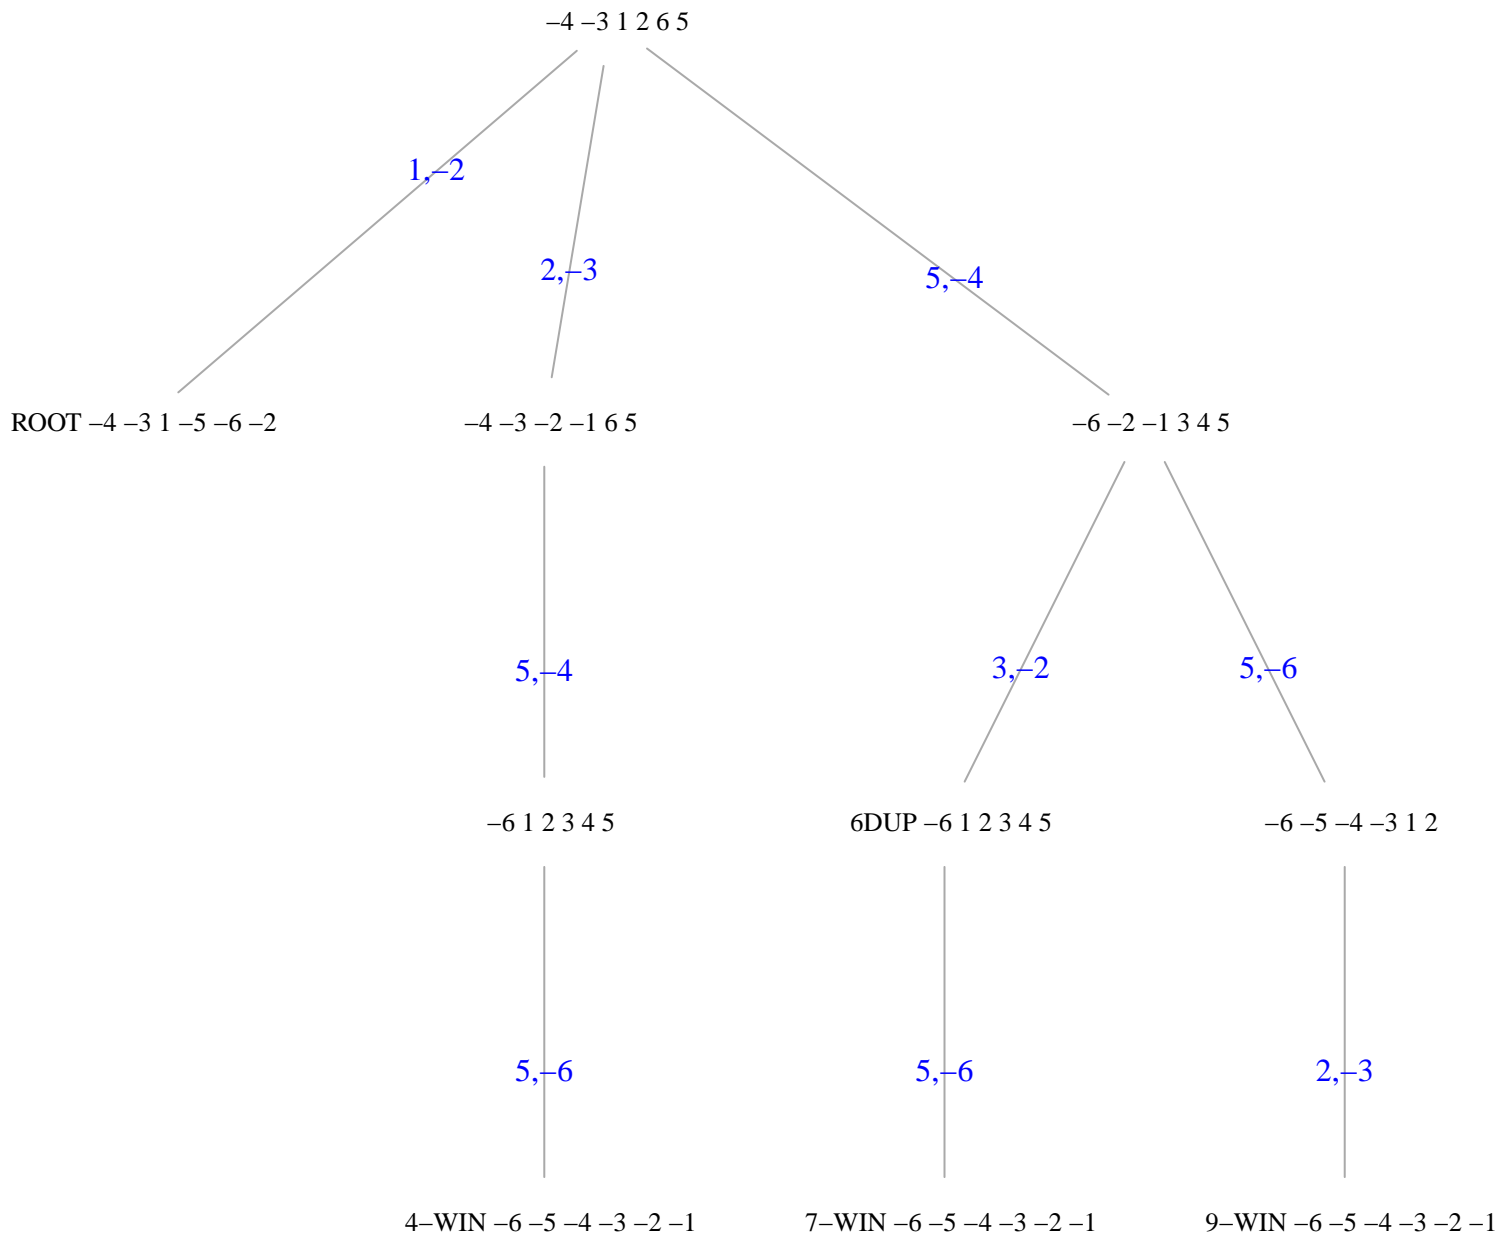 –4 –3 1 2 6 5
1,–2
2,–3
5,–4
ROOT –4 –3 1 –5 –6 –2
–4 –3 –2 –1 6 5
–6 –2 –1 3 4 5
5,–4
3,–2
5,–6
–6 1 2 3 4 5
6DUP –6 1 2 3 4 5
–6 –5 –4 –3 1 2
5,–6
5,–6
2,–3
4–WIN –6 –5 –4 –3 –2 –1
7–WIN –6 –5 –4 –3 –2 –1
9–WIN –6 –5 –4 –3 –2 –1